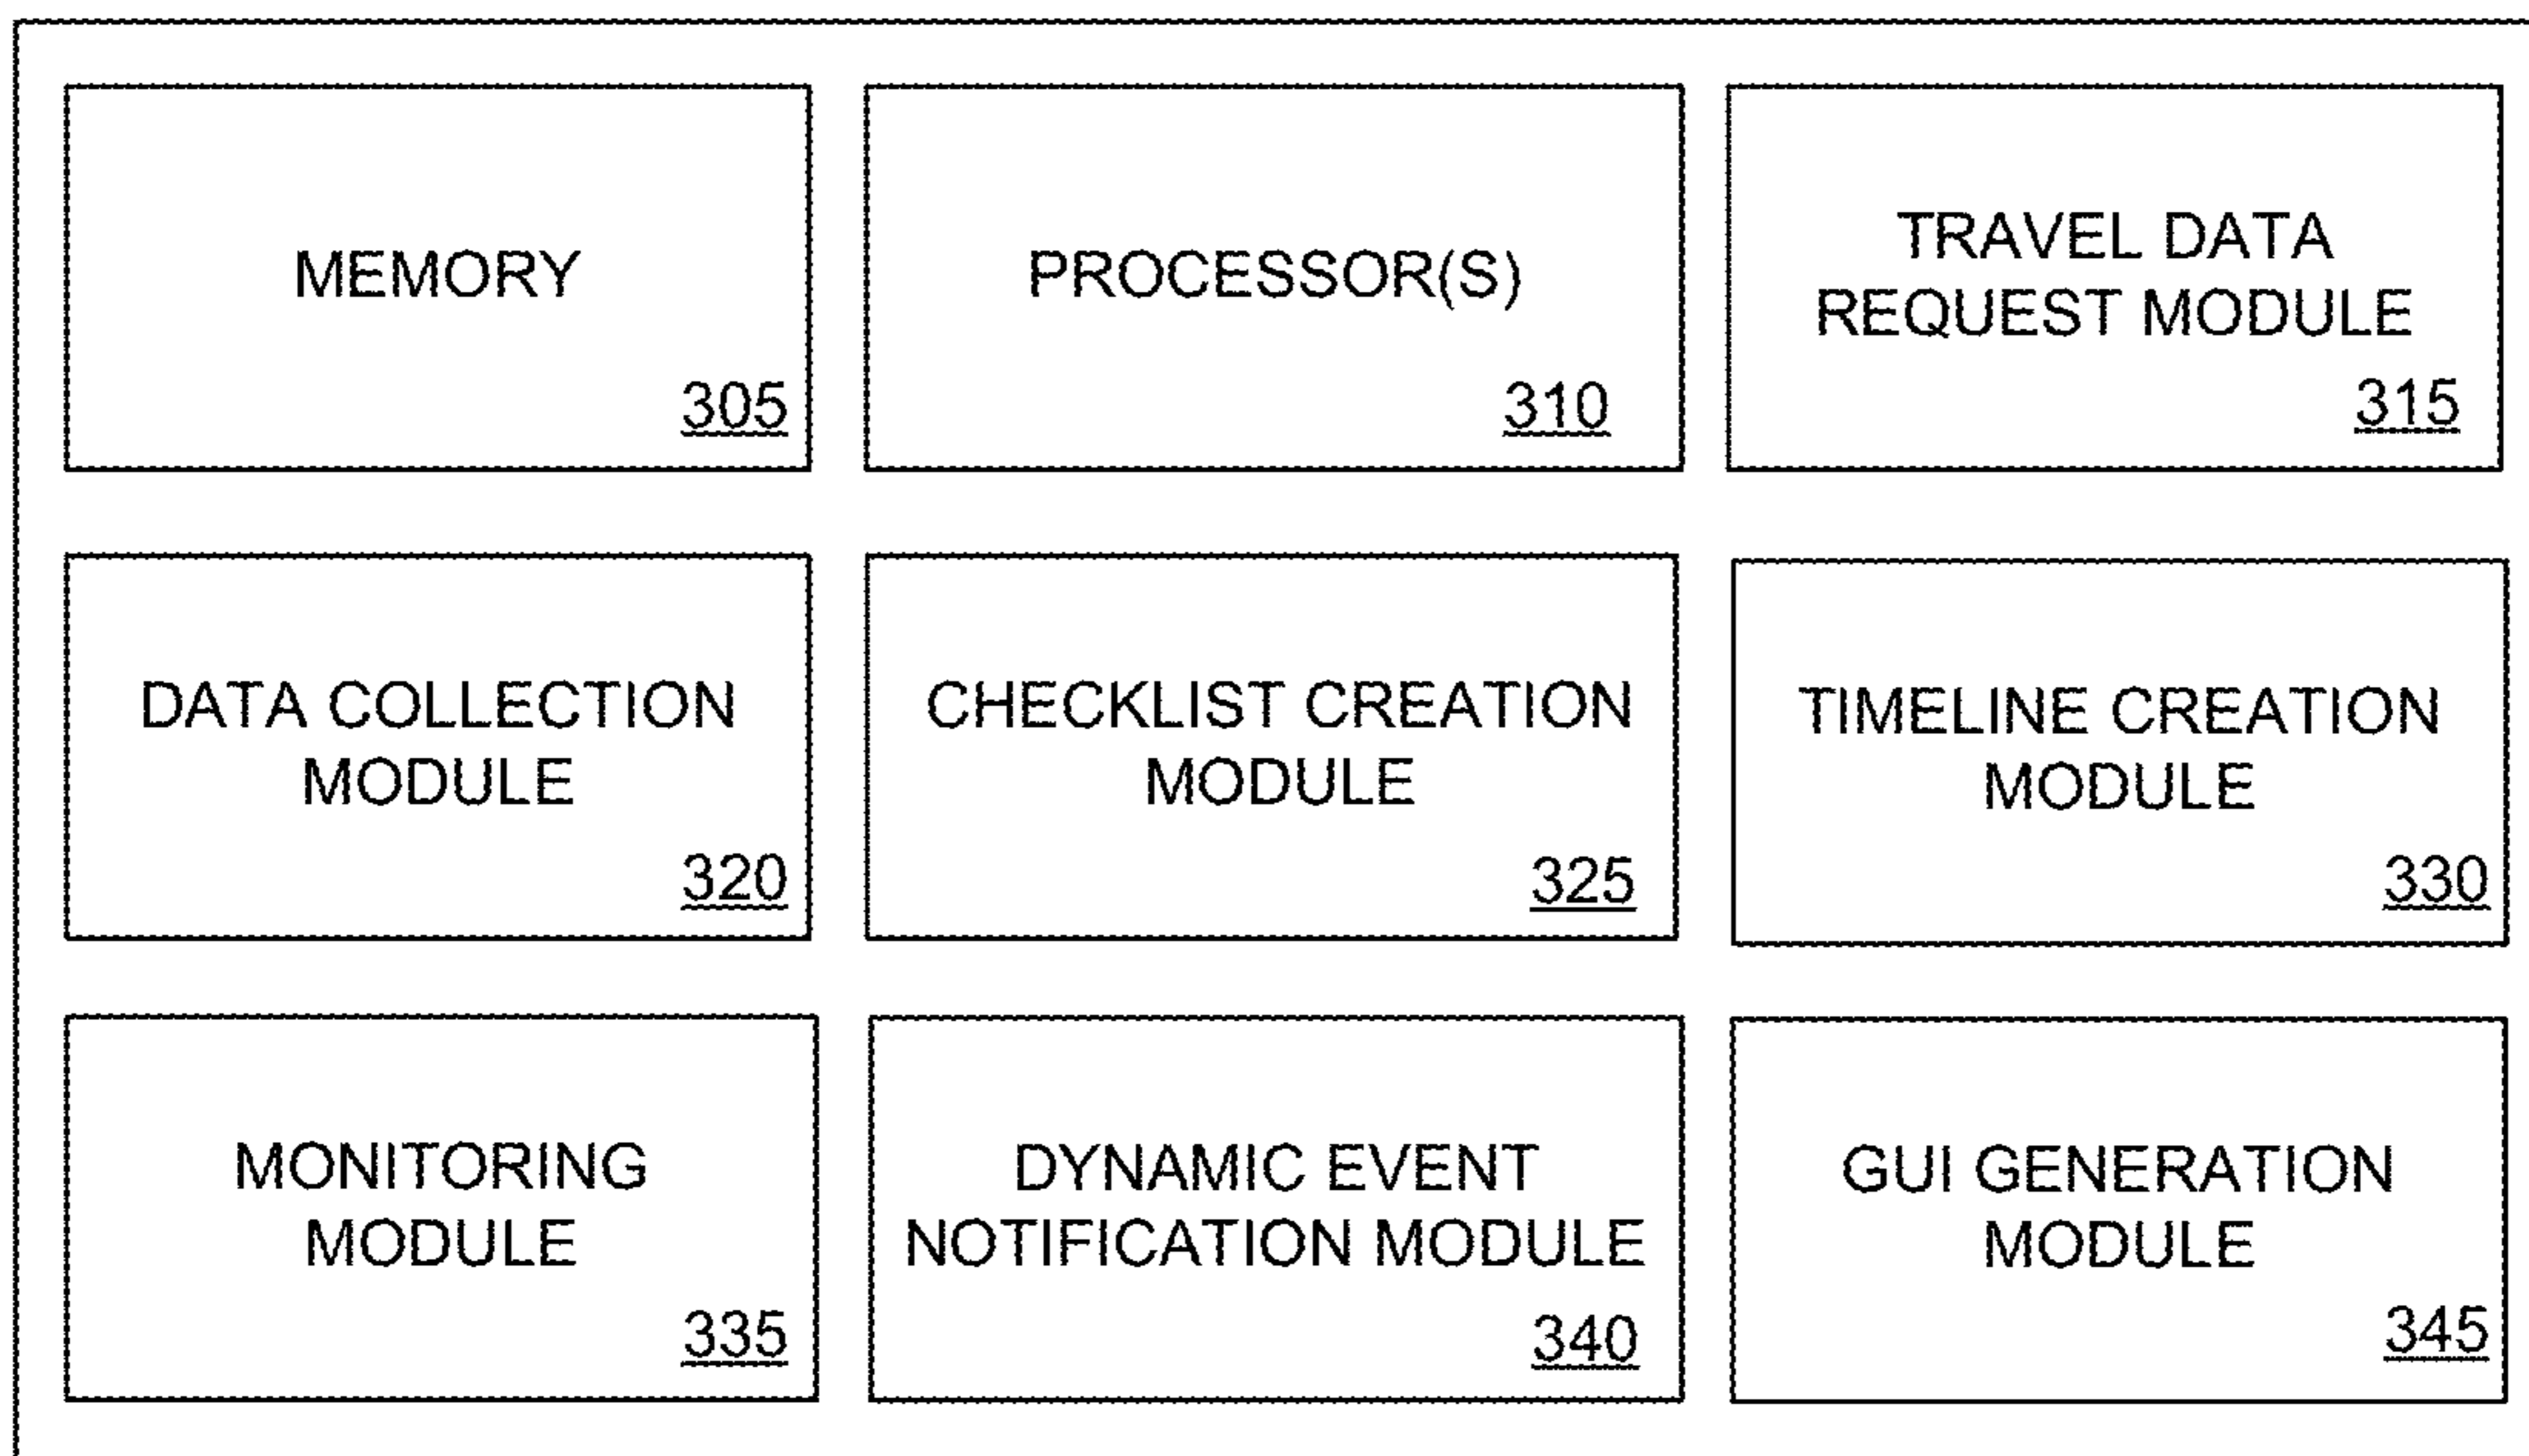 MEMORY
305
PROCESSOR(S)
310
TRAVEL DATA
REQUEST MODULE
315
DATA COLLECTION
MODULE
320
CHECKLIST CREATION
MODULE
325
TIMELINE CREATION
MODULE
330
MONITORING
MODULE
335
DYNAMIC EVENT
NOTIFICATION MODULE
340
GUI GENERATION
MODULE
345